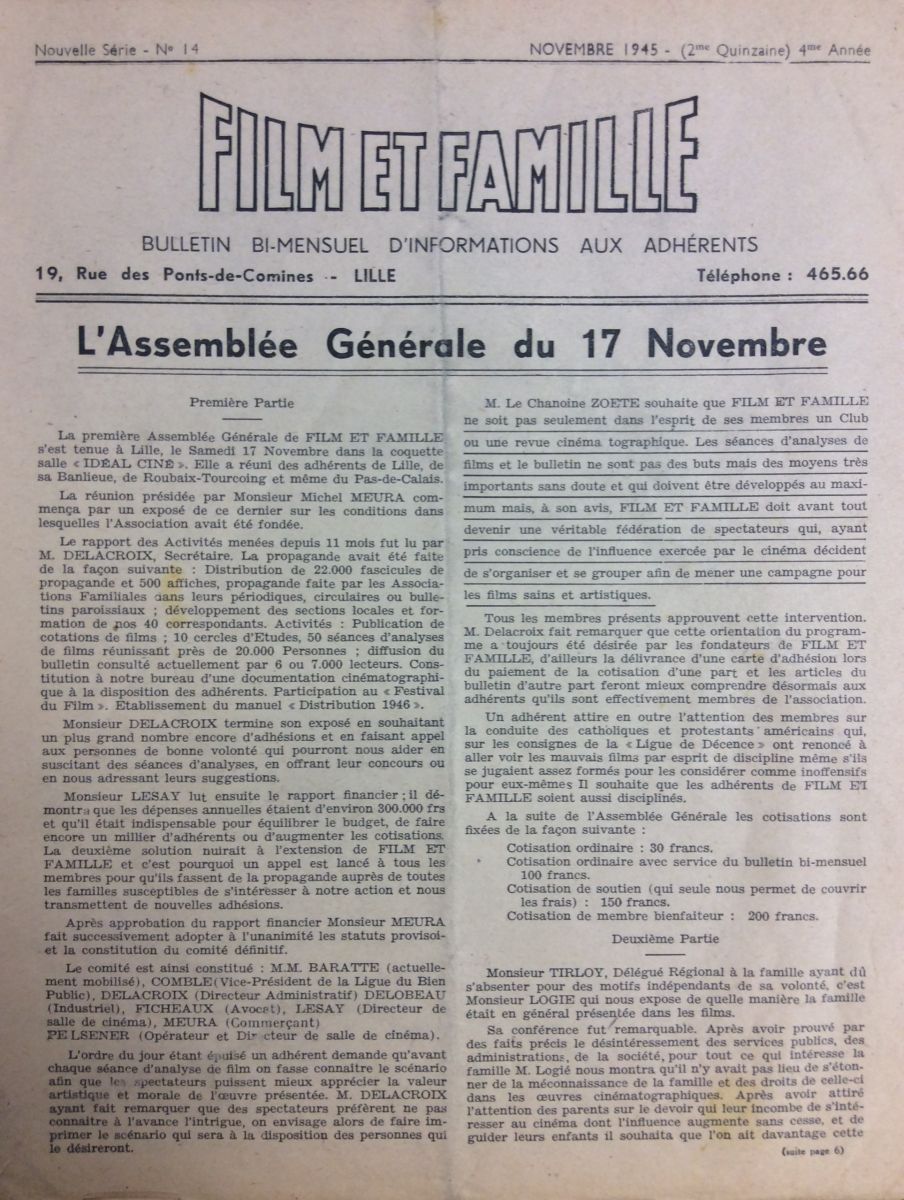 Nouvelle Série - Nº 14
NOVEMBRE 1945 - (2me Quinzaine) 4me Année
FILM ET FAMILLE
BULLETIN BI-MENSUEL D'INFORMATIONS AUX ADHÉRENTS
19, Rue des Ponts-de-Comines - LILLE
Téléphone : 465.66
L'Assemblée Générale du 17 Novembre
Première Partie
La première Assemblée Générale de FILM ET FAMILLE
s'est tenue à Lille, le Samedi 17 Novembre dans la coquette
salle « IDÉAL CINÉ ». Elle a réuni des adhérents de Lille, de
sa Banlieue, de Roubaix-Tourcoing et même du Pas-de-Calais.
La réunion présidée par Monsieur Michel MEURA com-
mença par un exposé de ce dernier sur les conditions dans
lesquelles l'Association avait été fondée.
Le rapport des Activités menées depuis 11 mois fut lu par
M. DELACROIX, Secrétaire. La propagande avait été faite
de la façon suivante : Distribution de 22.000 fascicules de
propagande et 500 affiches, propagande faite par les Associa-
tions Familiales dans leurs périodiques, circulaires ou bulle-
tins paroissiaux ; développement des sections locales et for-
mation de nos 40 correspondants. Activités : Publication de
cotations de films ; 10 cercles d'Etudes, 50 séances d'analyses
de films réunissant près de 20.000 Personnes ; diffusion du
bulletin consulté actuellement par 6 ou 7.000 lecteurs. Cons-
titution à notre bureau d'une documentation cinématographi-
que à la disposition des adhérents. Participation au « Festival
du Film ». Etablissement du manuel « Distribution 1946 ».
Monsieur DELACROIX termine son exposé en souhaitant
un plus grand nombre encore d'adhésions et en faisant appel
aux personnes de bonne volonté qui pourront nous aider en
suscitant des séances d'analyses, en offrant leur concours ou
en nous adressant leurs suggestions.
Monsieur LESAY lut ensuite le rapport financier ; il dé-
montra que les dépenses annuelles étaient d'environ 300.000 frs
et qu'il était indispensable pour équilibrer le budget, de faire
encore un millier d'adhérents ou d'augmenter les cotisations.
La deuxième solution nuirait à l'extension de FILM ET
FAMILLE et c'est pourquoi un appel est lancé à tous les
membres pour qu'ils fassent de la propagande auprès de toutes
les familles susceptibles de s'intéresser à notre action et nous
transmettent de nouvelles adhésions.
Après approbation du rapport financier Monsieur MEURA
fait successivement adopter à l'unanimité les statuts provisoi-
et la constitution du comité définitif.
Le comité est ainsi constitué : M.M. BARATTE (actuelle-
ment mobilisé), COMBLE(Vice-Président de la Ligue du Bien
Public), DELACROIX (Directeur Administratif) DELOBEAU
(Industriel), FICHEAUX (Avocet), LESAY (Directeur de
salle de cinéma), MEURA (Commerçant)
PELSENER (Opérateur et Directeur de salle de cinéma).
L'ordre du jour étant épuisé un adhérent demande qu'avant
chaque séance d'analyse de film on fasse connaître le scénario
afin que les spectateurs puissent mieux apprécier la valeur
artistique et morale de l'œuvre présentée. M. DELACROIX
ayant fait remarquer que des spectateurs préfèrent ne pas
connaitre à l'avance l'intrigue, on envisage alors de faire im-
primer le scénario qui sera à la disposition des personnes qui
le désireront.
M. Le Chanoine ZOETE souhaite que FILM ET FAMILLE
ne soit pas seulement dans l'esprit de ses membres un Club
ou une revue cinéma tographique. Les séances d'analyses de
films et le bulletin ne sont pas des buts mais des moyens très
importants sans doute et qui doivent être développés au maxi-
mum mais, à son avis, FILM ET FAMILLE doit avant tout
devenir une véritable fédération de spectateurs qui, ayant
pris conscience de l'influence exercée par le cinéma décident
de s'organiser et se grouper afin de mener une campagne pour
les films sains et artistiques.
Tous les membres présents approuvent cette intervention.
M. Delacroix fait remarquer que cette orientation du program-
me a toujours été désirée par les fondateurs de FILM ET
FAMILLE, d'ailleurs la délivrance d'une carte d'adhésion lors
du paiement de la cotisation d'une part et les articles du
bulletin d'autre part feront mieux comprendre désormais aux
adhérents qu'ils sont effectivement membres de l'association.
Un adhérent attire en outre l'attention des membres sur
la conduite des catholiques et protestants américains qui,
sur les consignes de la « Ligue de Décence » ont renoncé à
aller voir les mauvais films par esprit de discipline même s'ils
se jugaient assez formés pour les considérer comme inoffensifs
pour eux-mêmes Il souhaite que les adhérents de FILM ET
FAMILLE soient aussi disciplinés.
A la suite de l'Assemblée Générale les cotisations sont
fixées de la façon suivante :
Cotisation ordinaire : 30 francs.
Cotisation ordinaire avec service du bulletin bi-mensuel
100 francs.
Cotisation de soutien (qui seule nous permet de couvrir
les frais) : 150 francs.
Cotisation de membre bienfaiteur : 200 francs.
Deuxième Partie
Monsieur TIRLOY, Délégué Régional à la famille ayant dû
s'absenter pour des motifs indépendants de sa volonté, c'est
Monsieur LOGIE qui nous expose de quelle manière la famille
était en général présentée dans les films.
Sa conférence fut remarquable. Après avoir prouvé par
des faits précis le désintéressement des services publics, des
administrations, de la société, pour tout ce qui intéresse la
famille M. Logié nous montra qu'il n'y avait pas lieu de s'éton-
ner de la méconnaissance de la famille et des droits de celle-ci
dans les œuvres cinématographiques. Après avoir attiré
l'attention des parents sur le devoir qui leur incombe de s'inté-
resser au cinéma dont l'influence augmente sans cesse, et de
guider leurs enfants il souhaita que l'on ait davantage cette
(suite page 6)